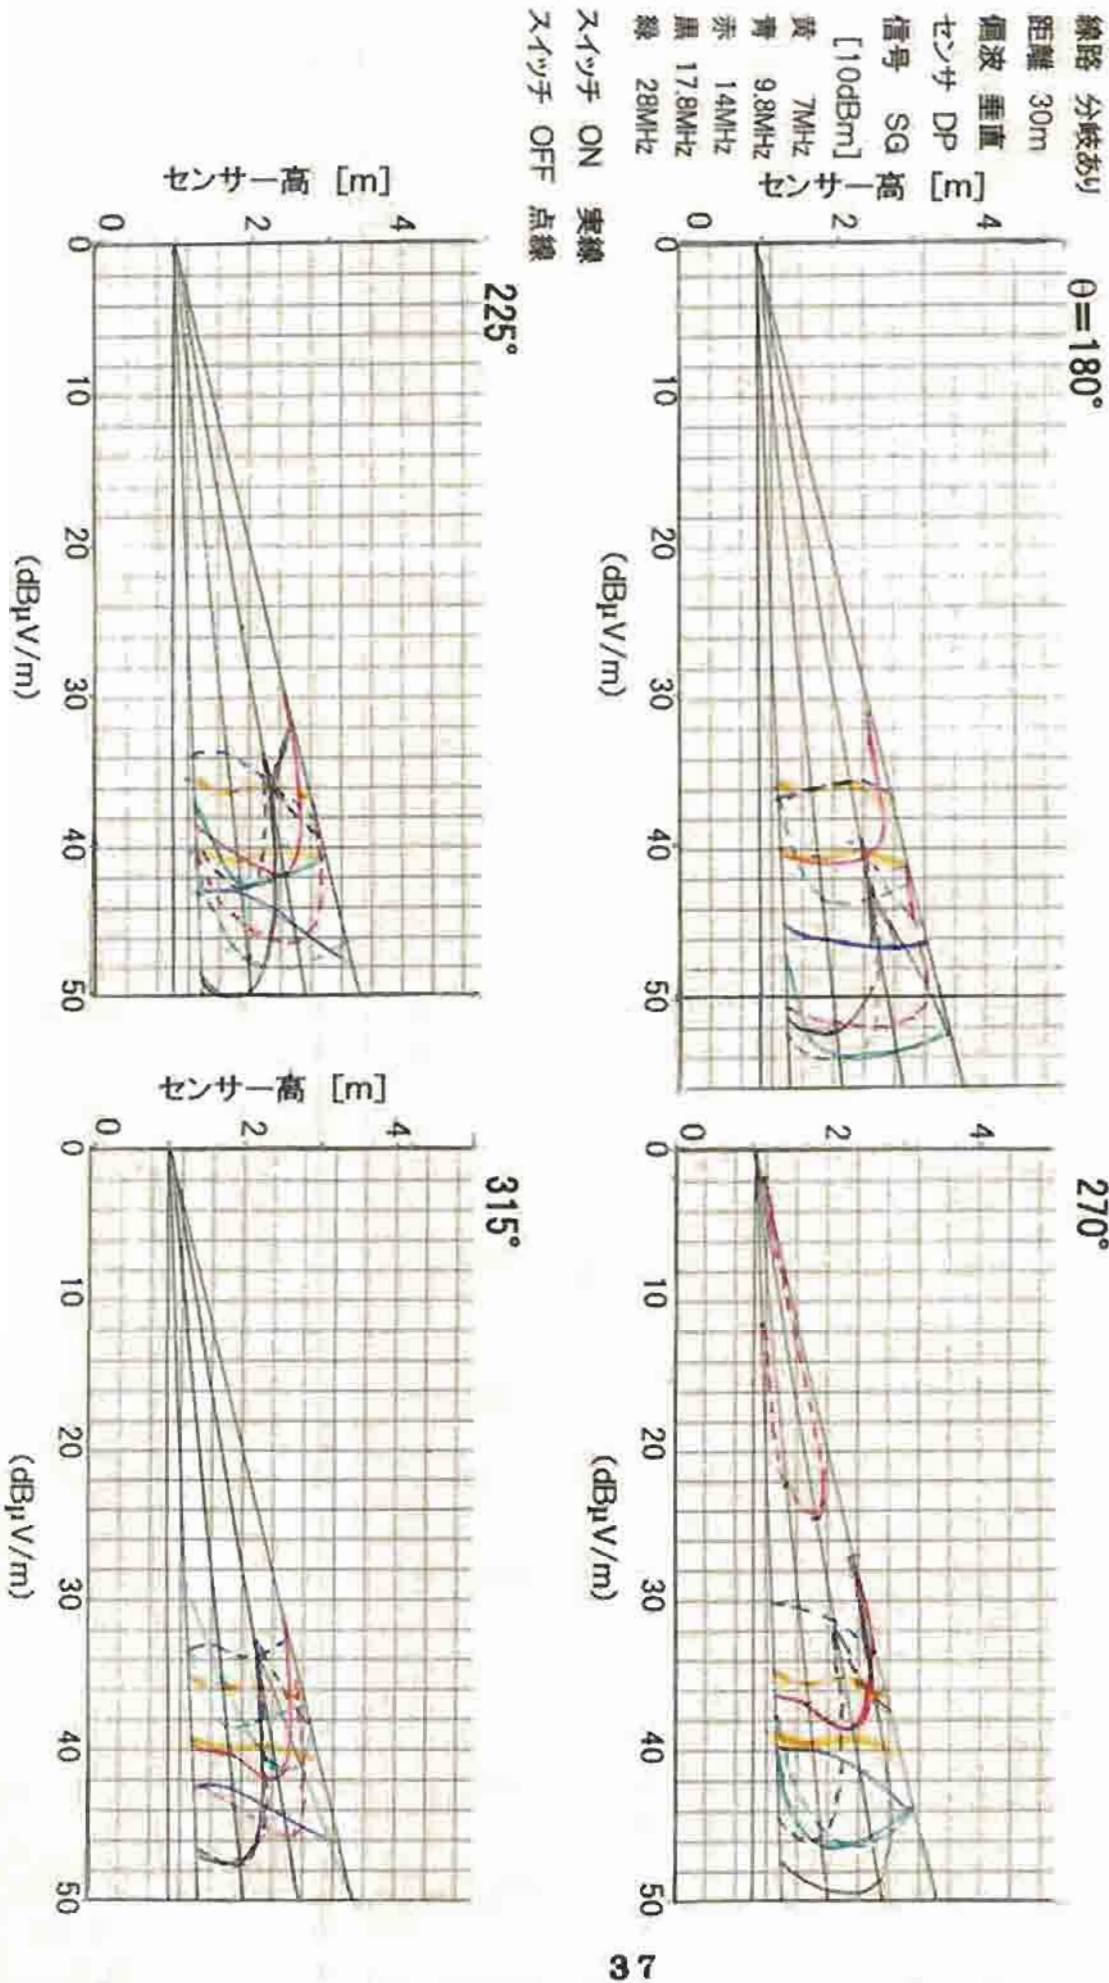 線路 分岐あり
距離 30m
偏波 垂直
センサ DP
信号 SG
[10dBm]
黄 7MHz
青 9.8MHz
赤 14MHz
黒 17.8MHz
緑 28MHz
スイッチ ON 実線
スイッチ OFF 点線
θ=180°
センサー高 [m]
0 2 4
0 10 20 30 40 50
(dBμV/m)
270°
0 2 4
0 10 20 30 40 50
(dBμV/m)
225°
センサー高 [m]
0 2 4
0 10 20 30 40 50
(dBμV/m)
315°
センサー高 [m]
0 2 4
0 10 20 30 40 50
(dBμV/m)
37